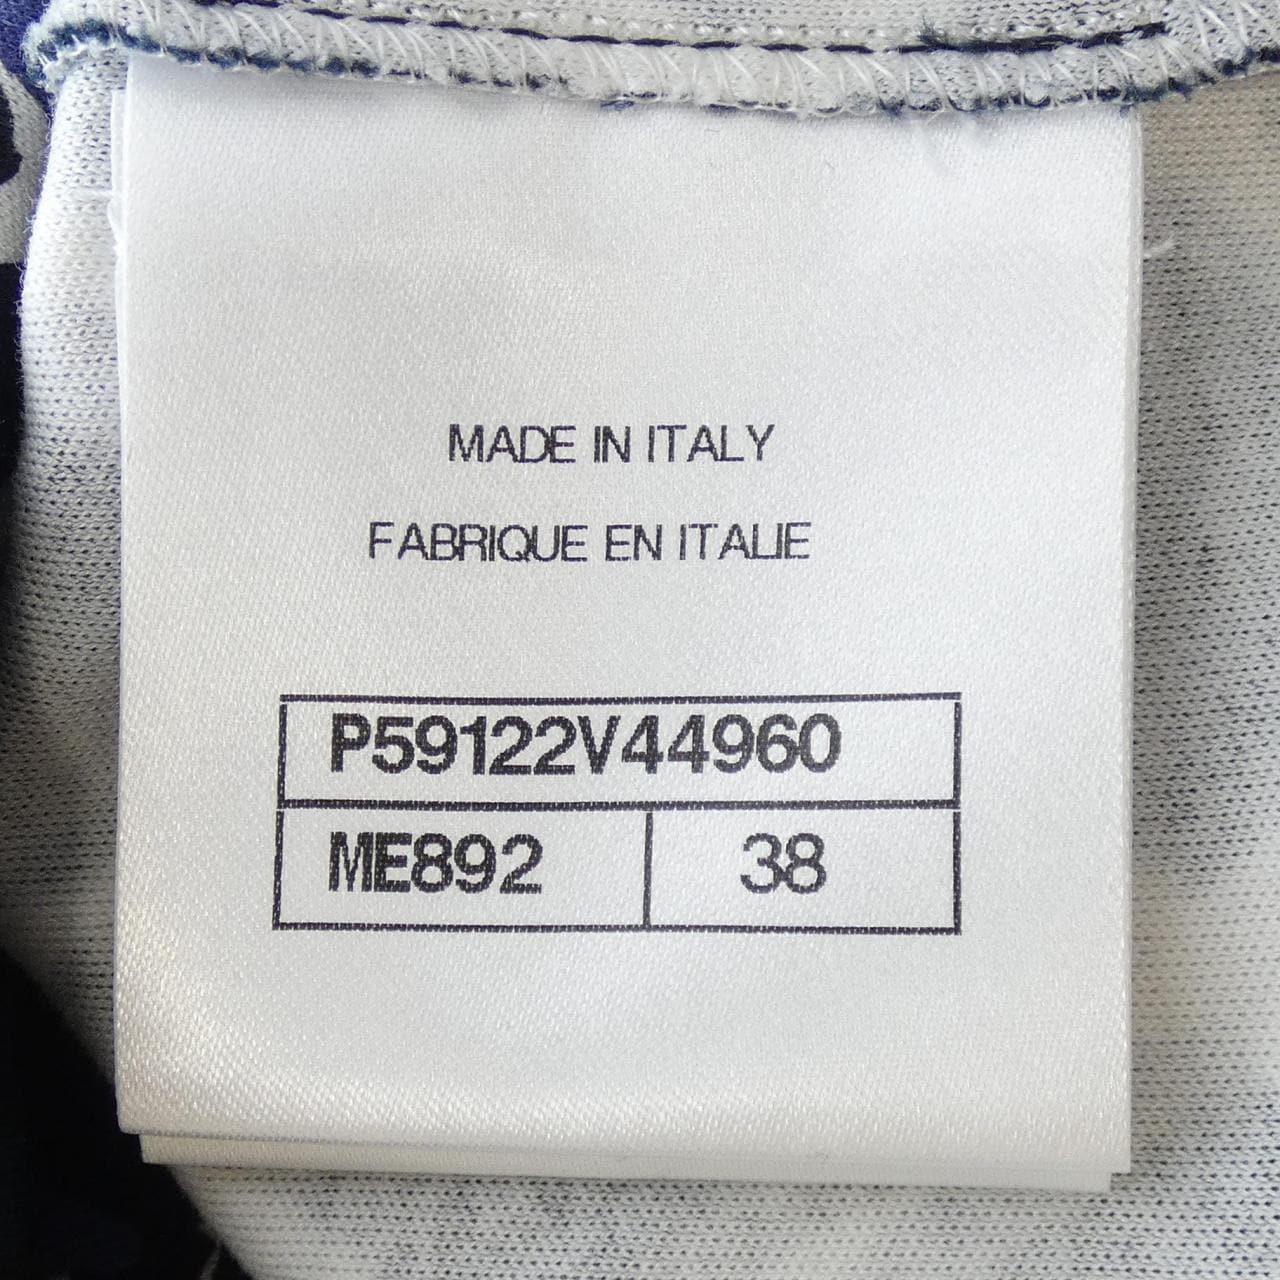 MADE IN ITALY
FABRIQUE EN ITALIE
P59122V44960
ME892 38